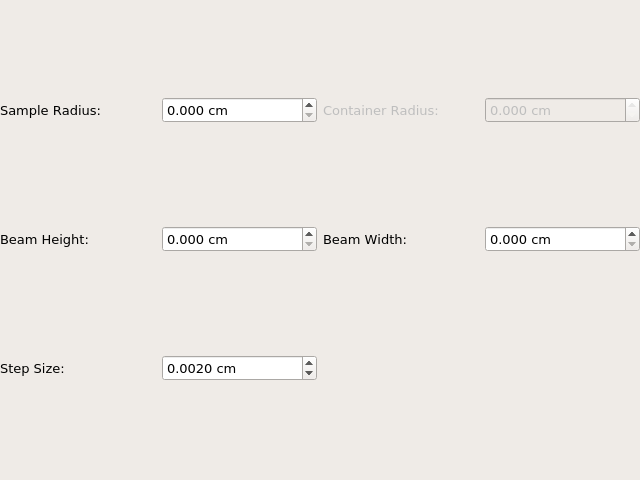 Sample Radius: 0.000 cm Container Radius: 0.000 cm
Beam Height: 0.000 cm Beam Width: 0.000 cm
Step Size: 0.0020 cm